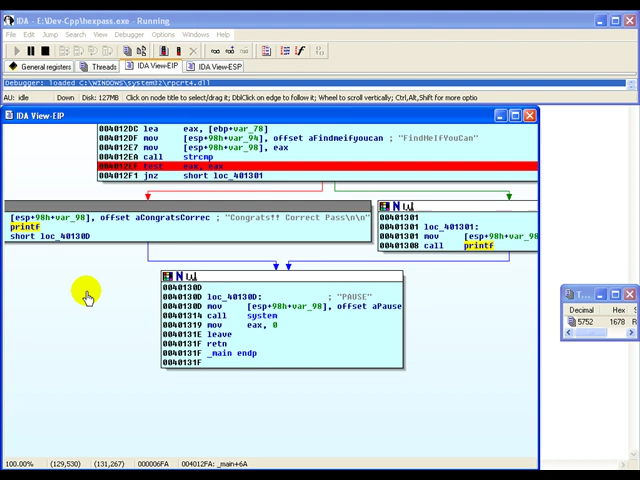 IDA - E:\Dev-Cpp\hexpass.exe - Running
File Edit Jump Search View Debugger Options Windows Help
General registers Threads IDA View-EIP IDA View-ESP
Debugger: loaded C:\WINDOWS\system32\rpcrt4.dll
AU: idle Down Disk: 127MB Click on node title to select/drag it; DblClick on edge to follow it; Wheel to scroll vertically; Ctrl,Alt,Shift for more optio
IDA View-EIP
004012DC lea eax, [ebp+var_78]
004012DF mov [esp+98h+var_94], offset aFindmeifyoucan ; "FindMeIfYouCan"
004012E7 mov [esp+98h+var_98], eax
004012EA call strcmp
004012EF test eax, eax
004012F1 jnz short loc_401301
[esp+98h+var_98], offset aCongratsCorrec ; "Congrats!! Correct Pass\n\n"
printf
short loc_40130D
00401301
00401301 loc_401301:
00401301 mov [esp+98h+var_98
00401308 call printf
0040130D
0040130D loc_40130D: ; "PAUSE"
0040130D mov [esp+98h+var_98], offset aPause
00401314 call system
00401319 mov eax, 0
0040131E leave
0040131F retn
0040131F _main endp
0040131F
T...
Decimal Hex
5752 1678 R
100.00% (129,530) (131,267) 000006FA 004012FA: _main+6A